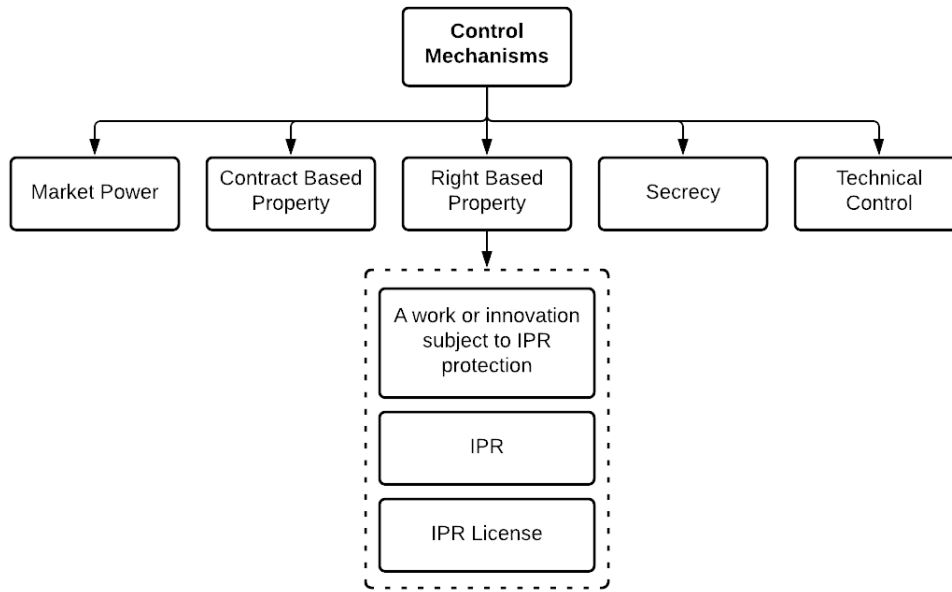 Control
Mechanisms
Market Power
Contract Based
Property
Right Based
Property
Secrecy
Technical
Control
A work or innovation
subject to IPR
protection
IPR
IPR License